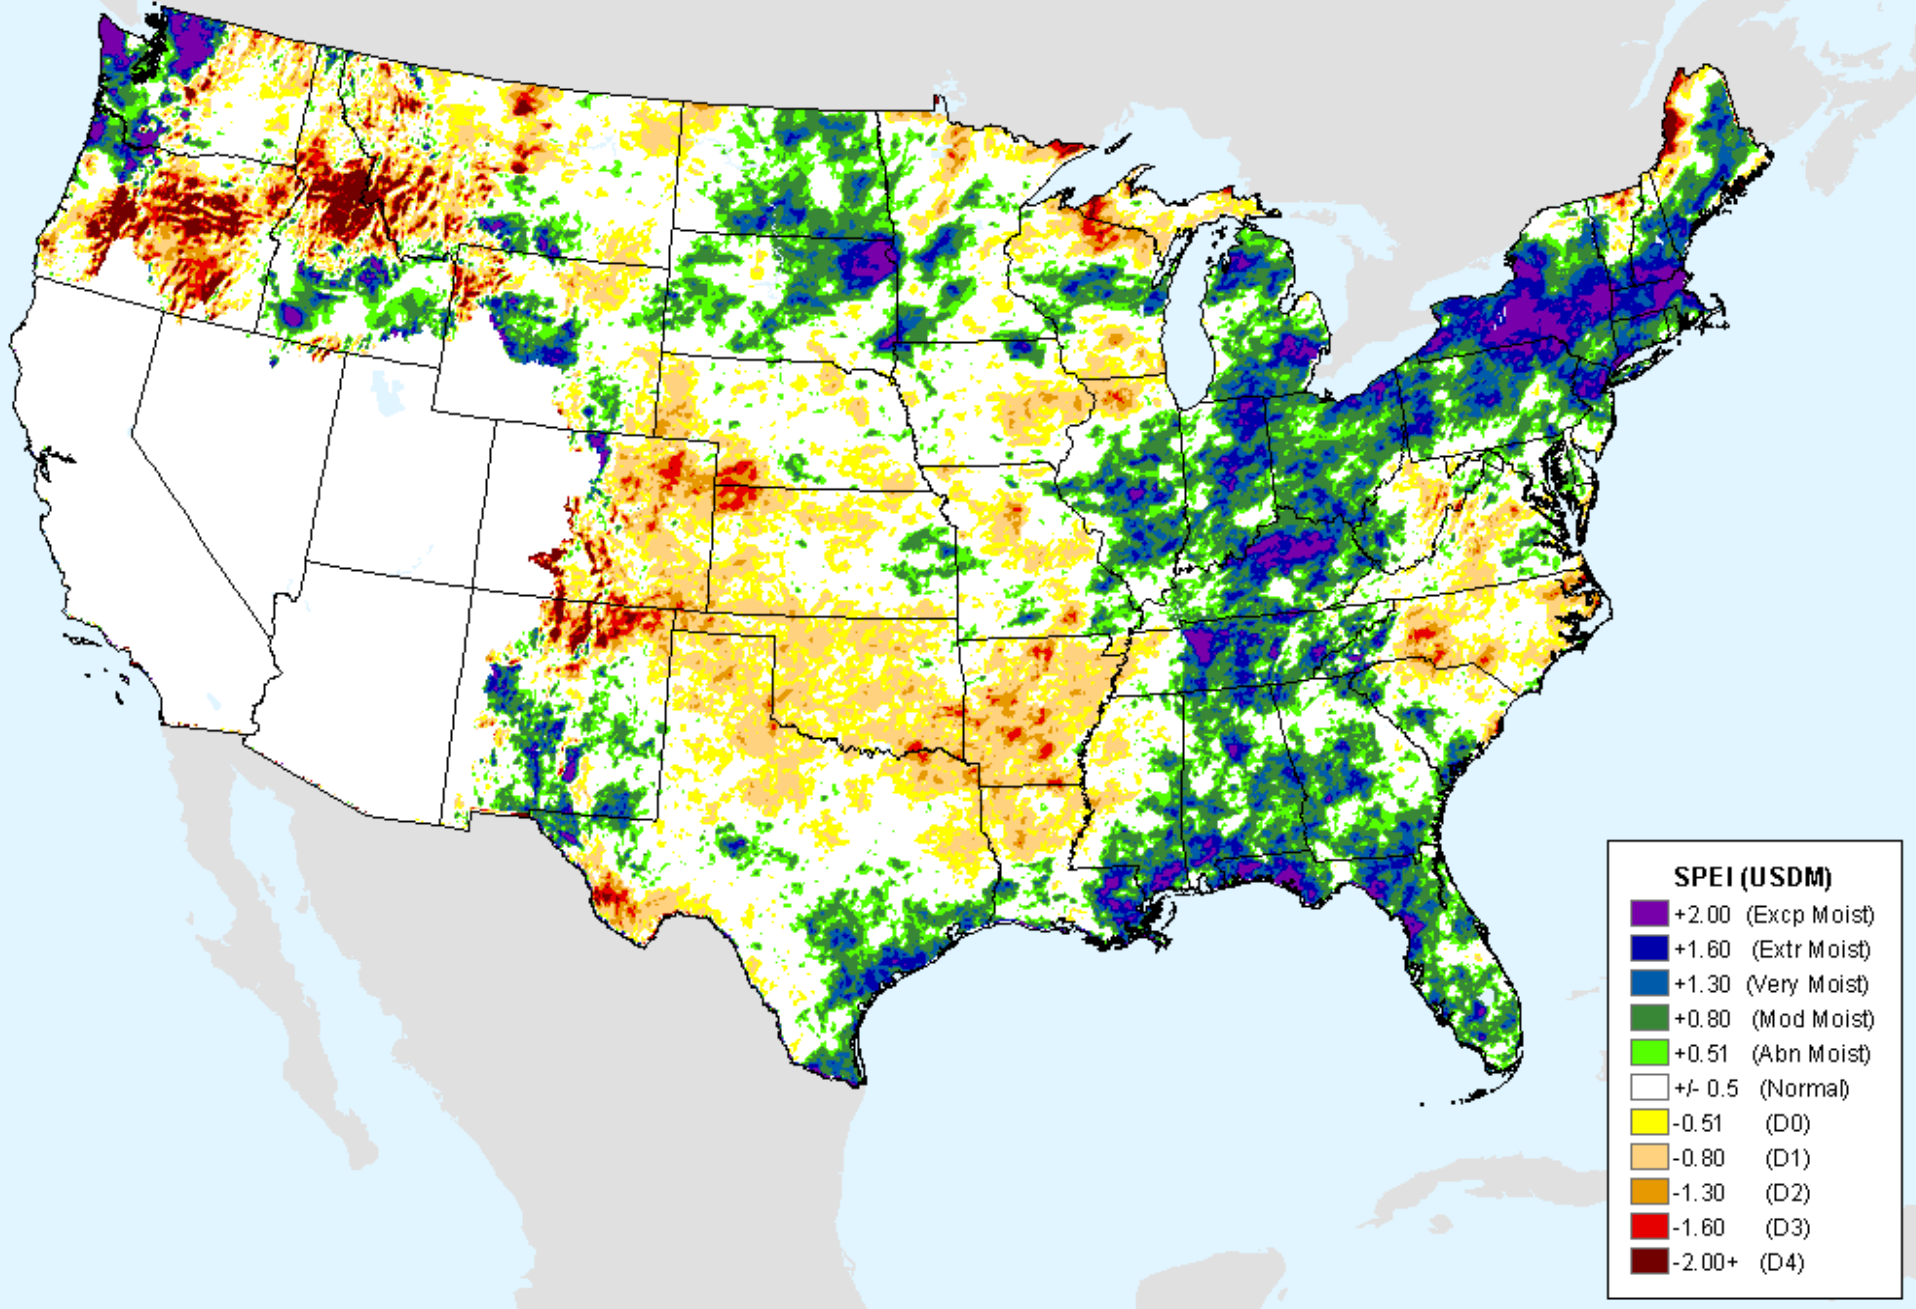 SPEI (USDM)
+2.00 (Excp Moist)
+1.60 (Extr Moist)
+1.30 (Very Moist)
+0.80 (Mod Moist)
+0.51 (Abn Moist)
+/- 0.5 (Normal)
-0.51 (D0)
-0.80 (D1)
-1.30 (D2)
-1.60 (D3)
-2.00+ (D4)